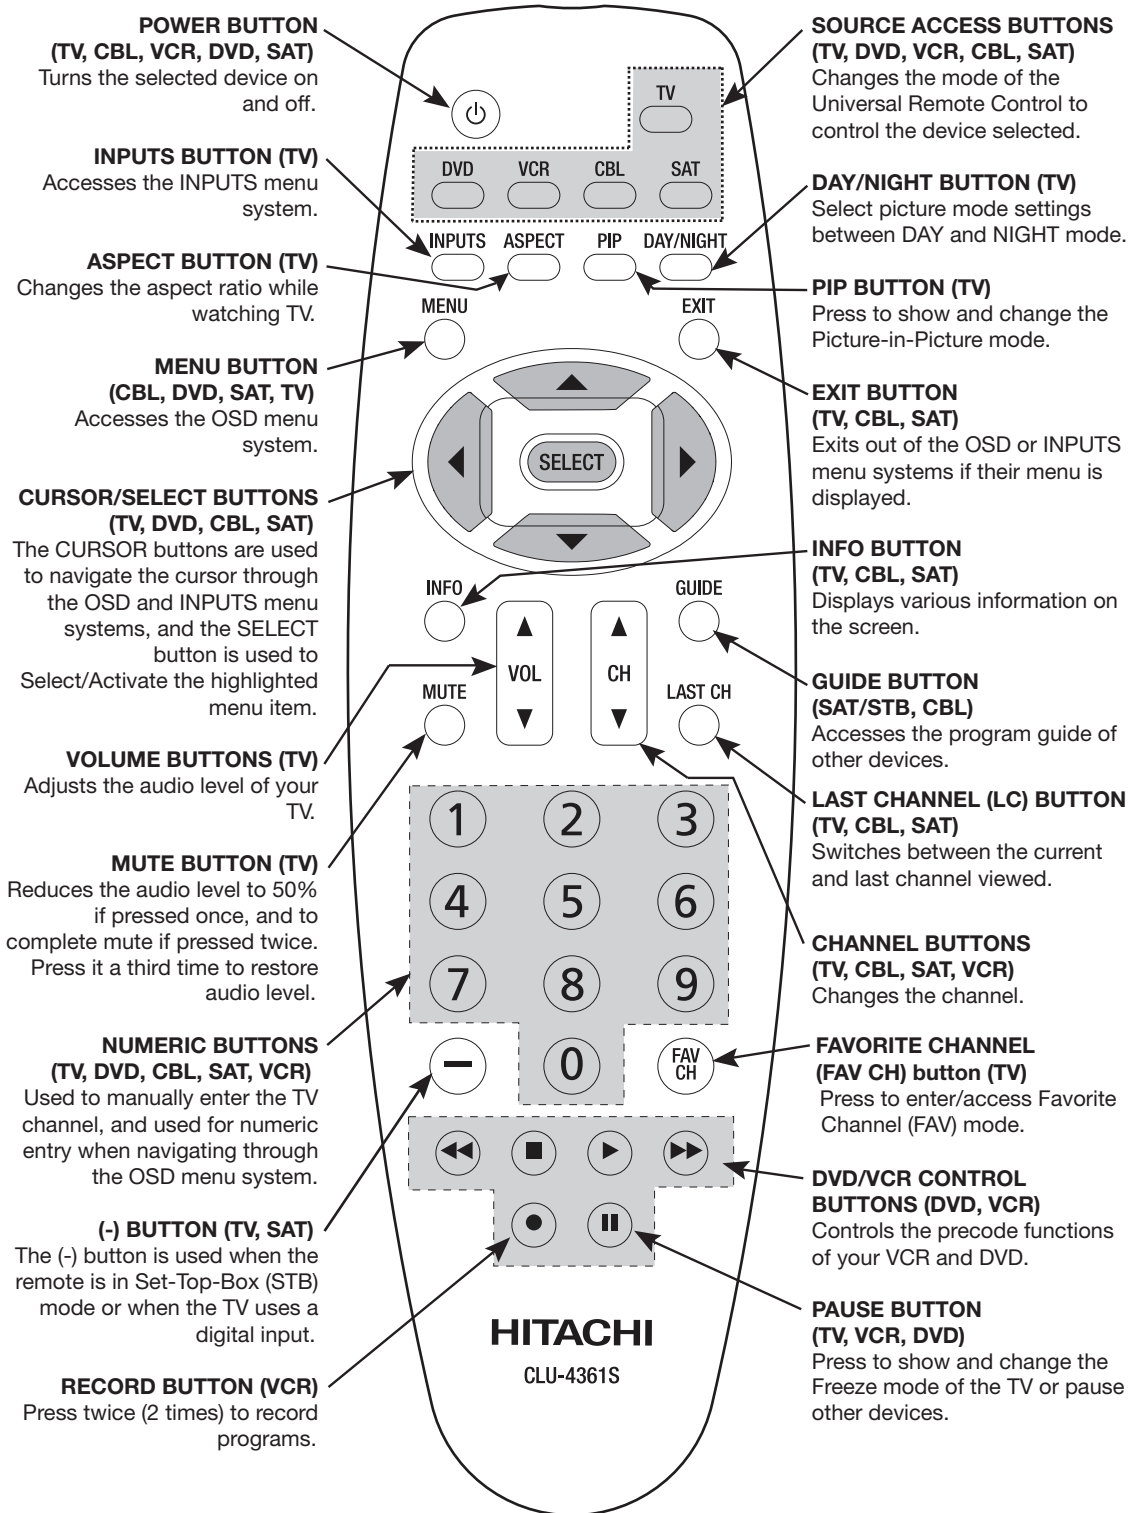 POWER BUTTON
(TV, CBL, VCR, DVD, SAT)
Turns the selected device on
and off.
INPUTS BUTTON (TV)
Accesses the INPUTS menu
system.
ASPECT BUTTON (TV)
Changes the aspect ratio while
watching TV.
MENU BUTTON
(CBL, DVD, SAT, TV)
Accesses the OSD menu
system.
CURSOR/SELECT BUTTONS
(TV, DVD, CBL, SAT)
The CURSOR buttons are used
to navigate the cursor through
the OSD and INPUTS menu
systems, and the SELECT
button is used to
Select/Activate the highlighted
menu item.
VOLUME BUTTONS (TV)
Adjusts the audio level of your
TV.
MUTE BUTTON (TV)
Reduces the audio level to 50%
if pressed once, and to
complete mute if pressed twice.
Press it a third time to restore
audio level.
NUMERIC BUTTONS
(TV, DVD, CBL, SAT, VCR)
Used to manually enter the TV
channel, and used for numeric
entry when navigating through
the OSD menu system.
(-) BUTTON (TV, SAT)
The (-) button is used when the
remote is in Set-Top-Box (STB)
mode or when the TV uses a
digital input.
RECORD BUTTON (VCR)
Press twice (2 times) to record
programs.
TV
DVD VCR CBL SAT
INPUTS ASPECT PIP DAY/NIGHT
MENU EXIT
SELECT
INFO GUIDE
VOL CH
MUTE LAST CH
1 2 3
4 5 6
7 8 9
0 FAV
CH
HITACHI
CLU-4361S
SOURCE ACCESS BUTTONS
(TV, DVD, VCR, CBL, SAT)
Changes the mode of the
Universal Remote Control to
control the device selected.
DAY/NIGHT BUTTON (TV)
Select picture mode settings
between DAY and NIGHT mode.
PIP BUTTON (TV)
Press to show and change the
Picture-in-Picture mode.
EXIT BUTTON
(TV, CBL, SAT)
Exits out of the OSD or INPUTS
menu systems if their menu is
displayed.
INFO BUTTON
(TV, CBL, SAT)
Displays various information on
the screen.
GUIDE BUTTON
(SAT/STB, CBL)
Accesses the program guide of
other devices.
LAST CHANNEL (LC) BUTTON
(TV, CBL, SAT)
Switches between the current
and last channel viewed.
CHANNEL BUTTONS
(TV, CBL, SAT, VCR)
Changes the channel.
FAVORITE CHANNEL
(FAV CH) button (TV)
Press to enter/access Favorite
Channel (FAV) mode.
DVD/VCR CONTROL
BUTTONS (DVD, VCR)
Controls the precode functions
of your VCR and DVD.
PAUSE BUTTON
(TV, VCR, DVD)
Press to show and change the
Freeze mode of the TV or pause
other devices.